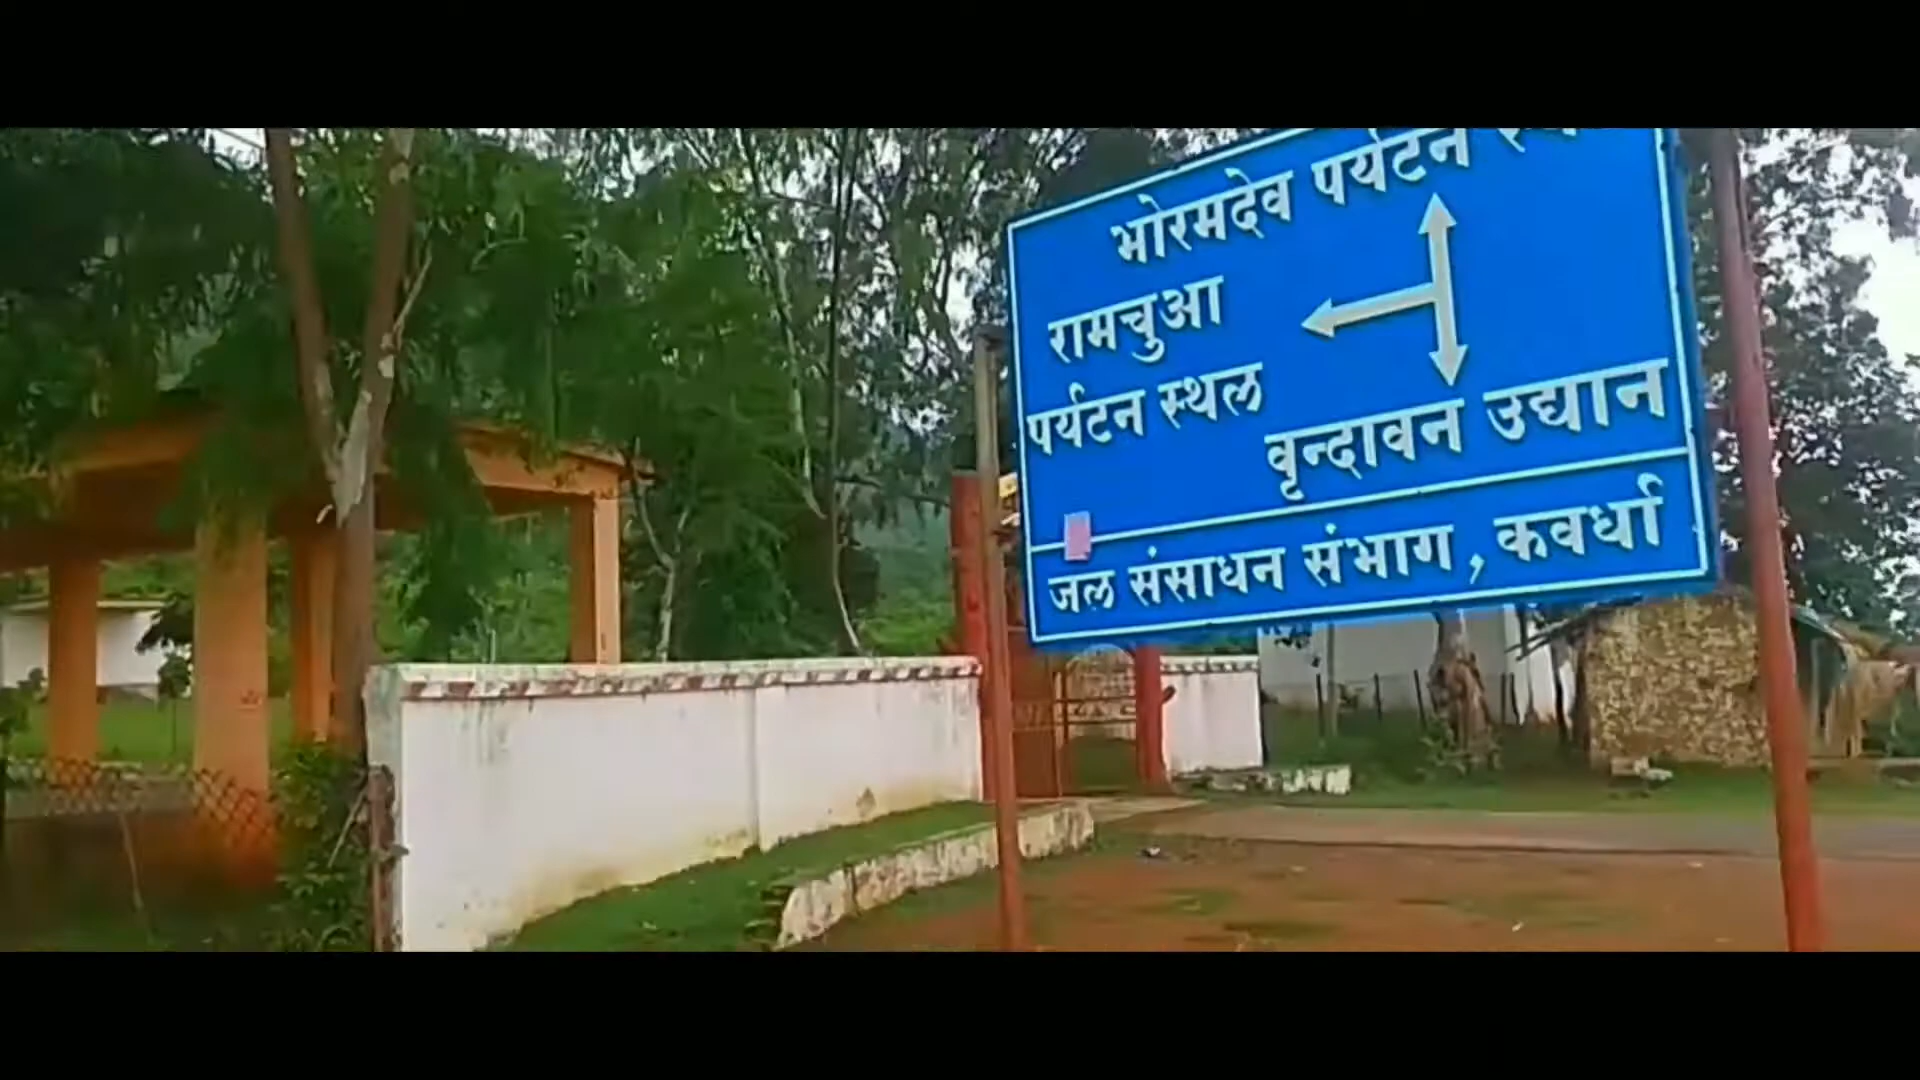 भोरमदेव पर्यटन
रामचुआ
पर्यटन स्थल
वृन्दावन उद्यान
जल संसाधन संभाग, कवर्धा